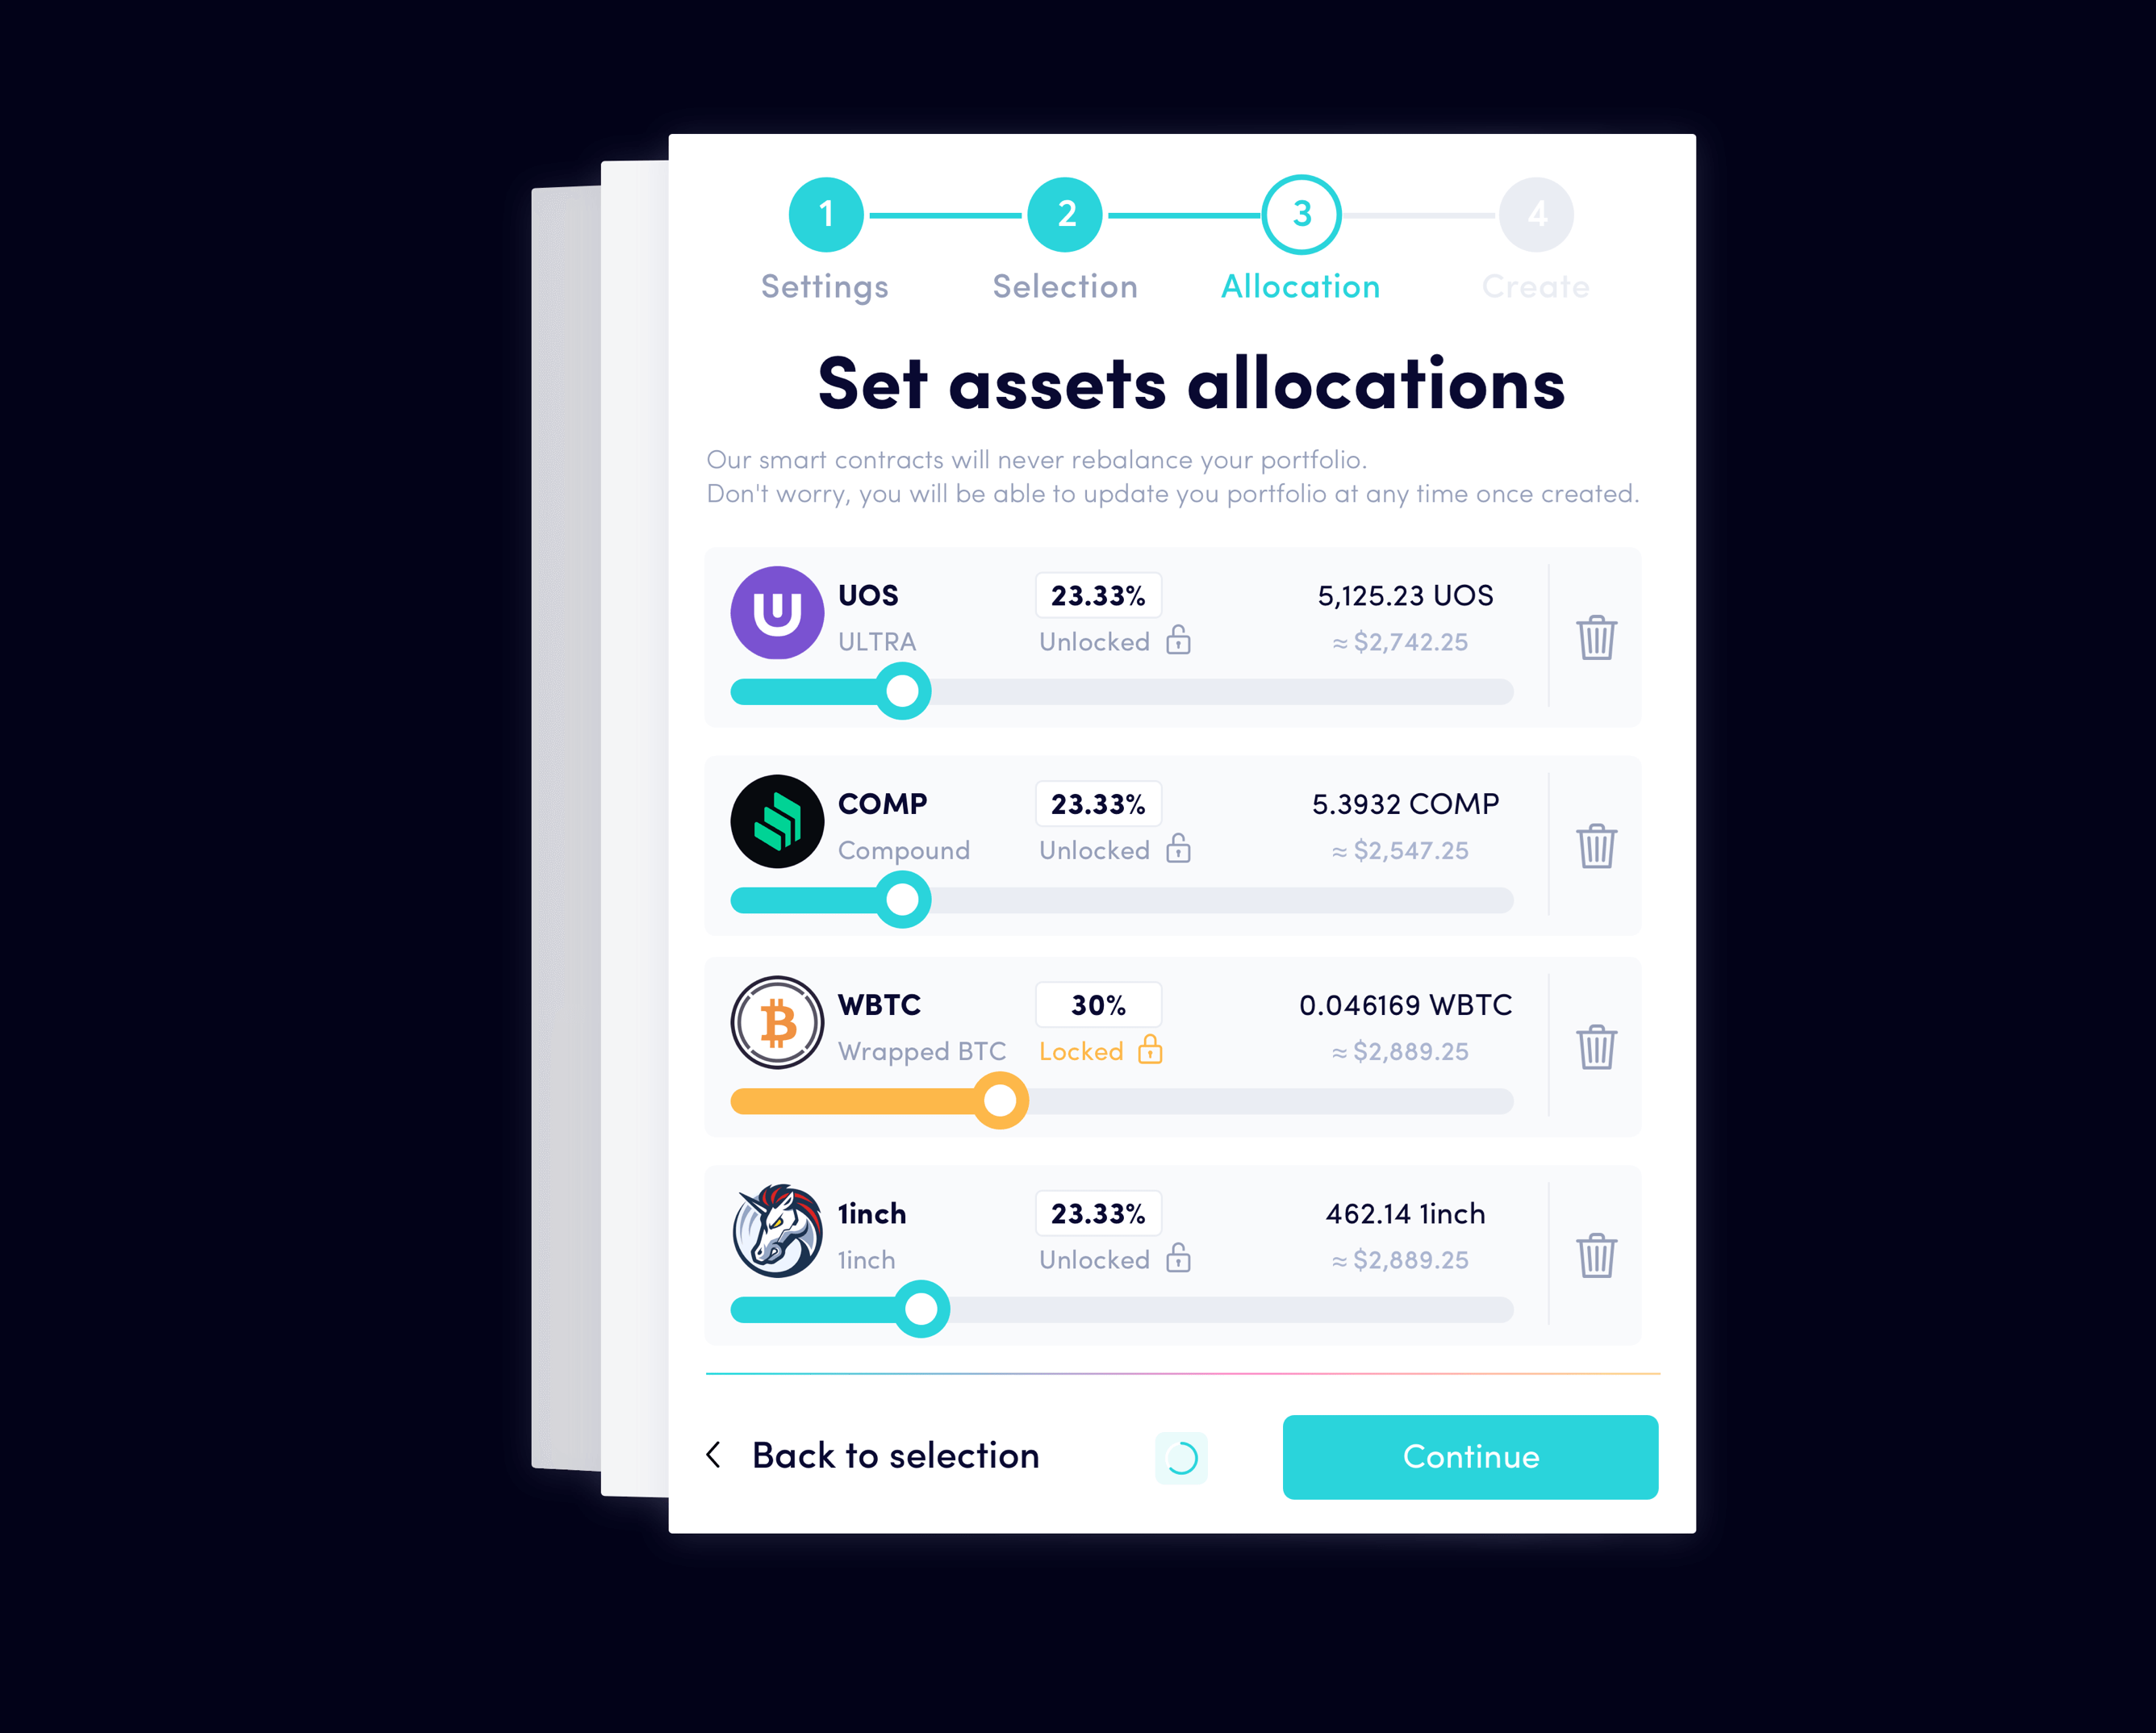 1 2 3 4
Settings Selection Allocation Create
Set assets allocations
Our smart contracts will never rebalance your portfolio.
Don't worry, you will be able to update you portfolio at any time once created.
UOS 23.33% 5,125.23 UOS
ULTRA Unlocked ≈ $2,742.25
COMP 23.33% 5.3932 COMP
Compound Unlocked ≈ $2,547.25
WBTC 30% 0.046169 WBTC
Wrapped BTC Locked ≈ $2,889.25
1inch 23.33% 462.14 1inch
1inch Unlocked ≈ $2,889.25
Back to selection Continue